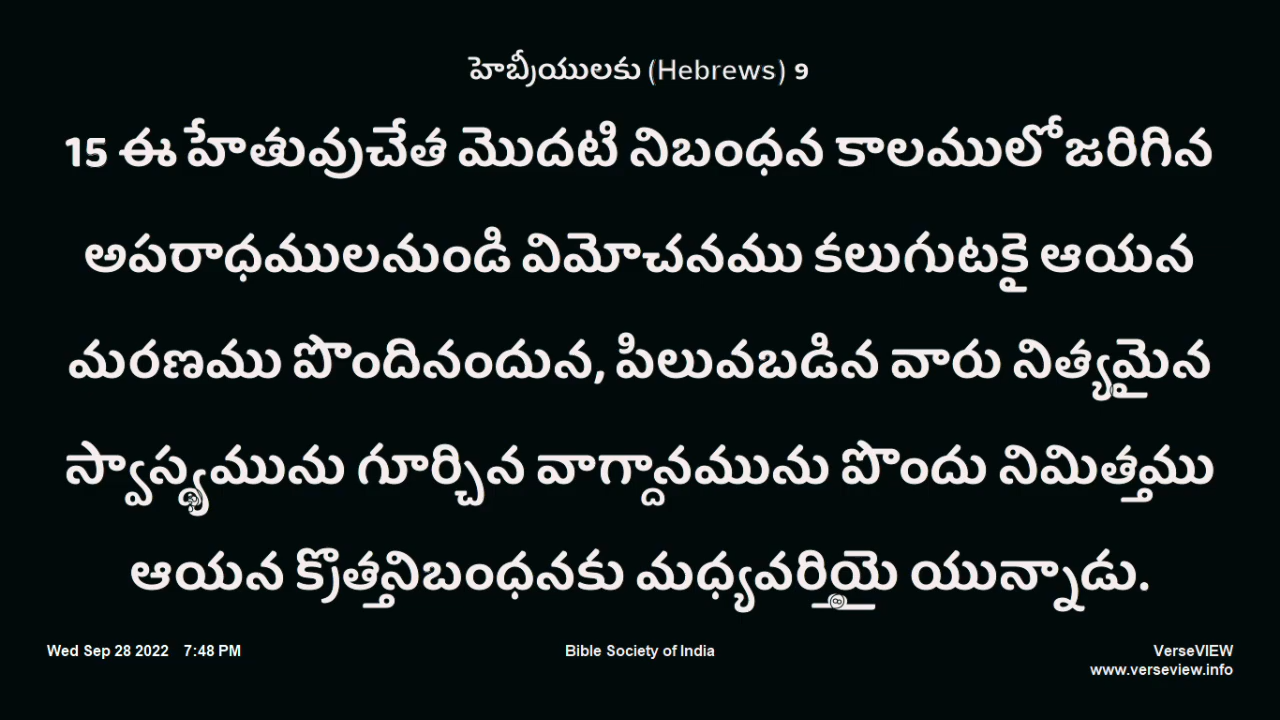 హెబ్రీయులకు (Hebrews) 9
15 ఈ హేతువుచేత మొదటి నిబంధన కాలములోజరిగిన
అపరాధములనుండి విమోచనము కలుగుటకై ఆయన
మరణము పొందినందున, పిలువబడిన వారు నిత్యమైన
స్వాస్థ్యమును గూర్చిన వాగ్దానమును పొందు నిమిత్తము
ఆయన క్రొత్తనిబంధనకు మధ్యవర్తియై యున్నాడు.
Wed Sep 28 2022 7:48 PM
Bible Society of India
VerseVIEW
www.verseview.info